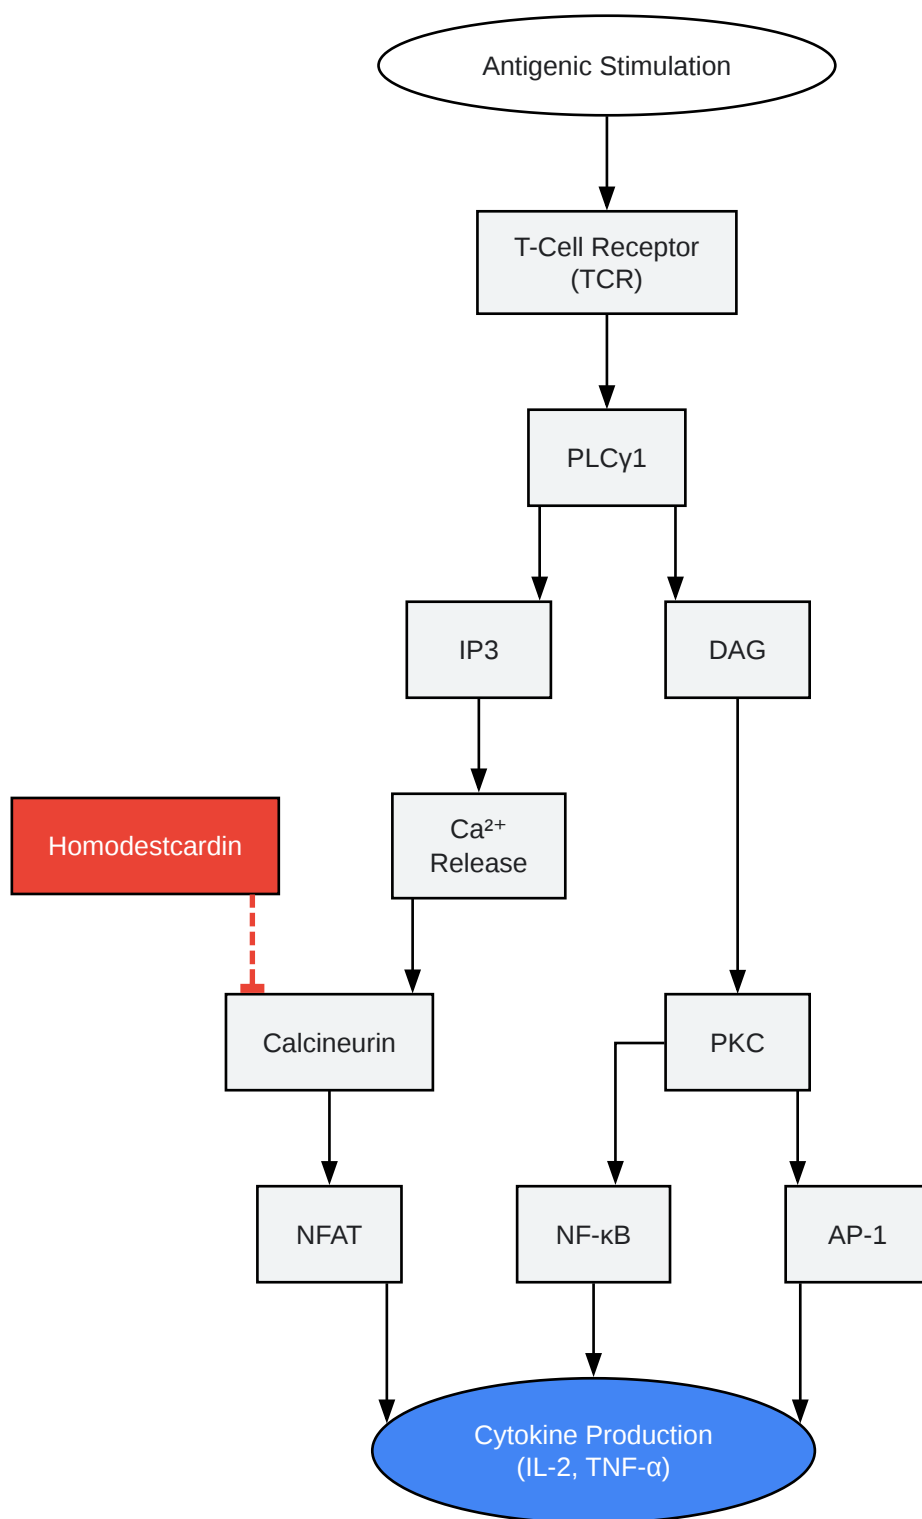 Antigenic Stimulation
T-Cell Receptor
(TCR)
PLCγ1
IP3
DAG
Homodestcardin
Ca²⁺
Release
Calcineurin
PKC
NFAT
NF-κB
AP-1
Cytokine Production
(IL-2, TNF-α)